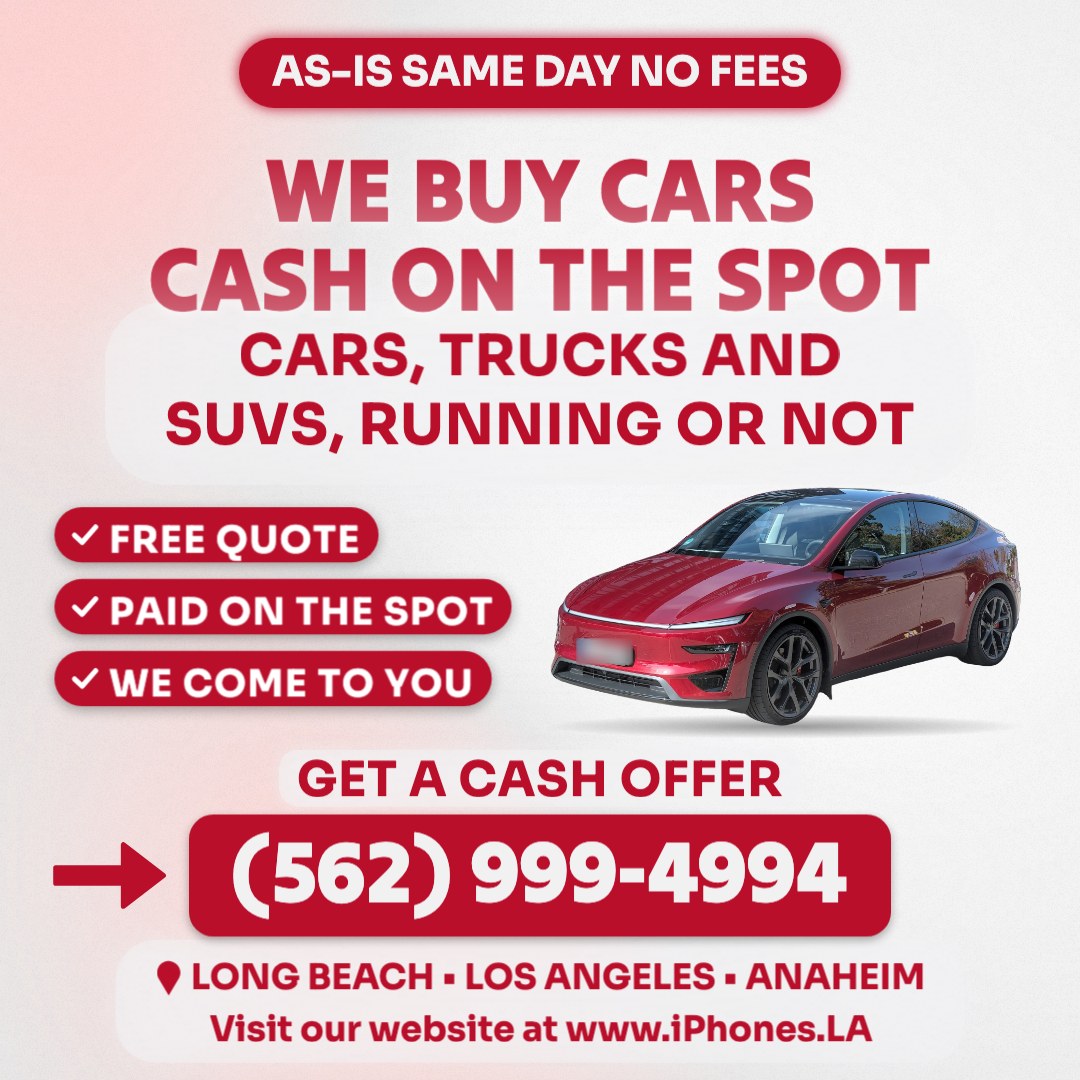 AS-IS SAME DAY NO FEES
WE BUY CARS
CASH ON THE SPOT
CARS, TRUCKS AND
SUVS, RUNNING OR NOT
FREE QUOTE
PAID ON THE SPOT
WE COME TO YOU
GET A CASH OFFER
(562) 999-4994
LONG BEACH ▪ LOS ANGELES ▪ ANAHEIM
Visit our website at www.iPhones.LA